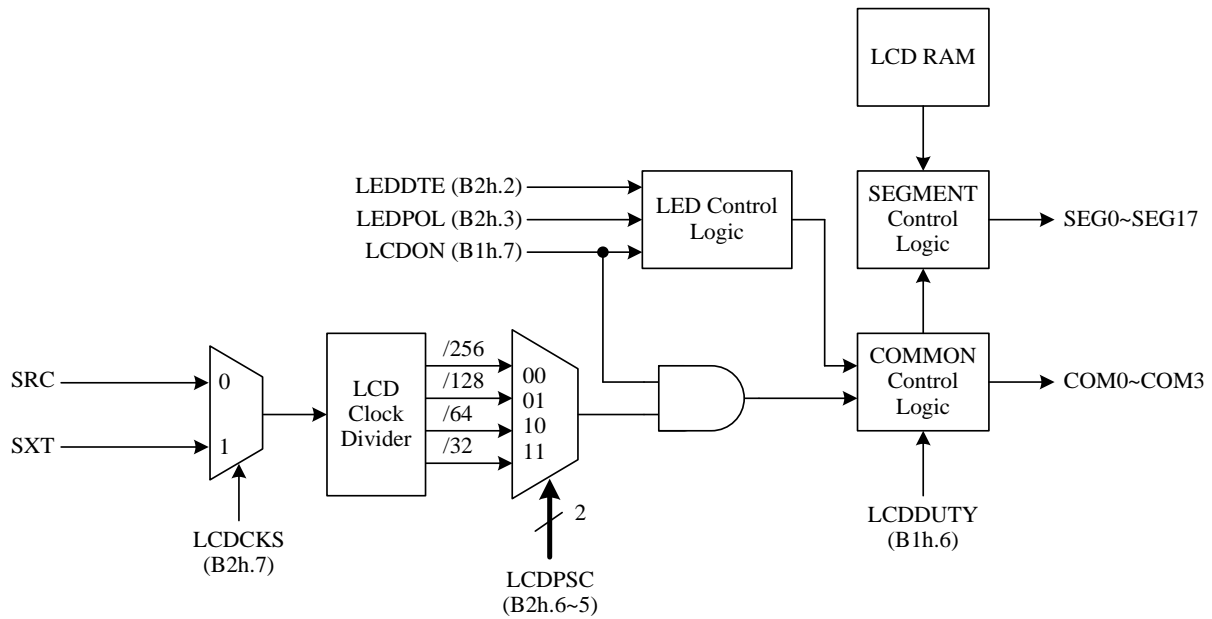 LCD RAM
LEDDTE (B2h.2)
LEDPOL (B2h.3)
LCDON (B1h.7)
LED Control
Logic
SEGMENT
Control
Logic
SEG0~SEG17
SRC
SXT
0
1
LCDCKS
(B2h.7)
LCD
Clock
Divider
/256
/128
/64
/32
00
01
10
11
2
LCDPSC
(B2h.6~5)
COMMON
Control
Logic
COM0~COM3
LCDDUTY
(B1h.6)